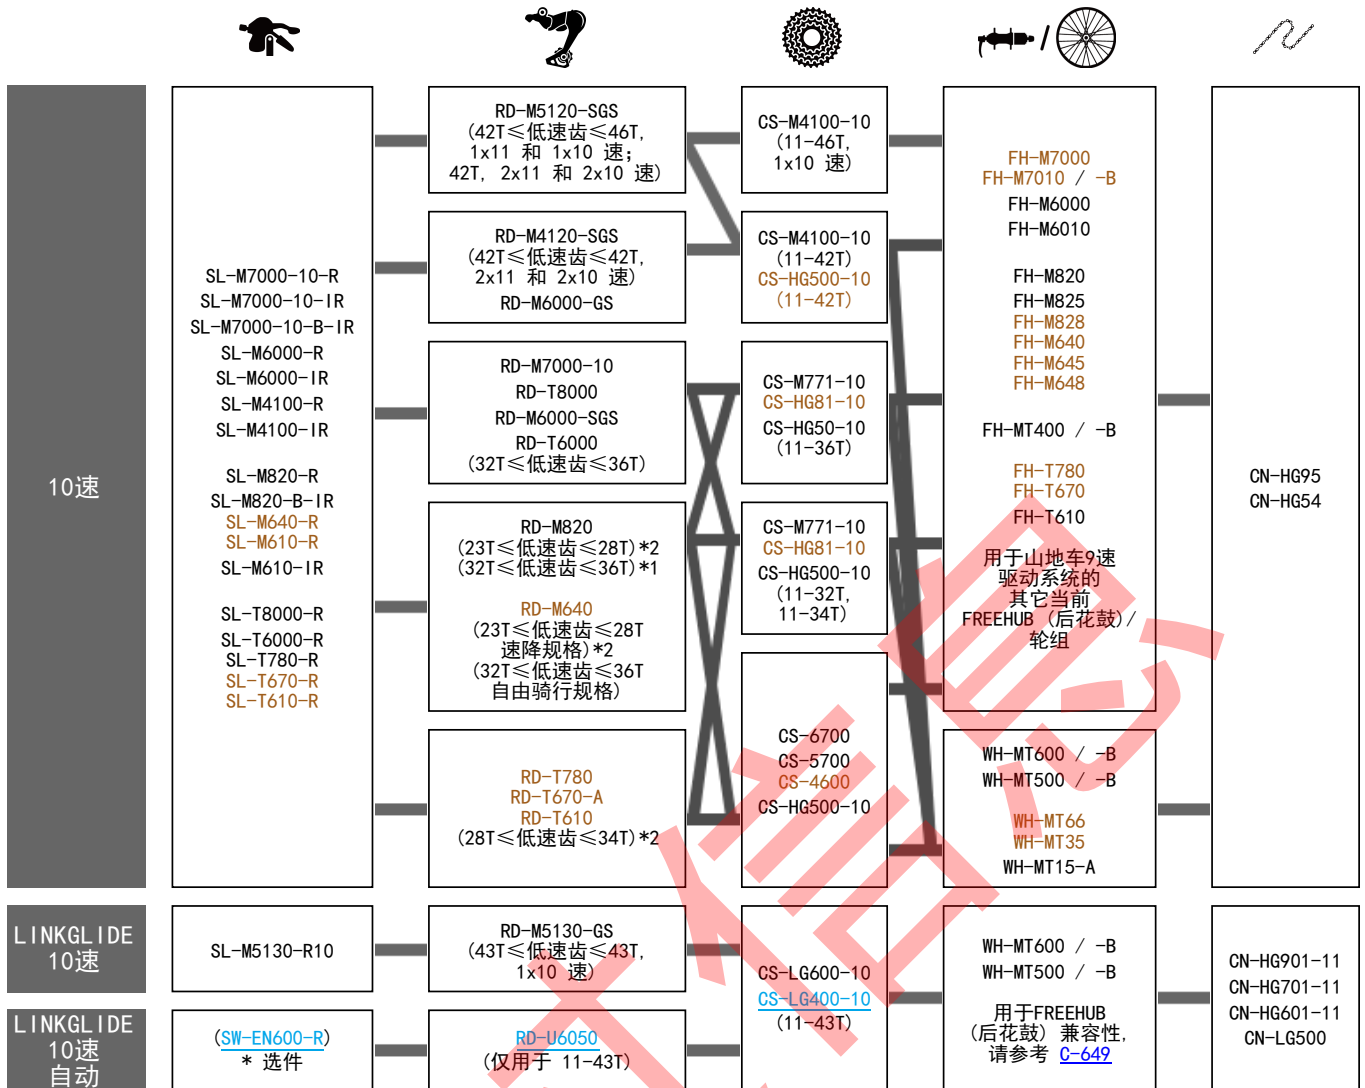 10速
SL-M7000-10-R
SL-M7000-10-IR
SL-M7000-10-B-IR
SL-M6000-R
SL-M6000-IR
SL-M4100-R
SL-M4100-IR
SL-M820-R
SL-M820-B-IR
SL-M640-R
SL-M610-R
SL-M610-IR
SL-T8000-R
SL-T6000-R
SL-T780-R
SL-T670-R
SL-T610-R
RD-M5120-SGS
(42T≤低速齿≤46T,
1x11 和 1x10 速;
42T, 2x11 和 2x10 速)
RD-M4120-SGS
(42T≤低速齿≤42T,
2x11 和 2x10 速)
RD-M6000-GS
RD-M7000-10
RD-T8000
RD-M6000-SGS
RD-T6000
(32T≤低速齿≤36T)
RD-M820
(23T≤低速齿≤28T)*2
(32T≤低速齿≤36T)*1
RD-M640
(23T≤低速齿≤28T
速降规格)*2
(32T≤低速齿≤36T
自由骑行规格)
RD-T780
RD-T670-A
RD-T610
(28T≤低速齿≤34T)*2
CS-M4100-10
(11-46T,
1x10 速)
CS-M4100-10
(11-42T)
CS-HG500-10
(11-42T)
CS-M771-10
CS-HG81-10
CS-HG50-10
(11-36T)
CS-M771-10
CS-HG81-10
CS-HG500-10
(11-32T,
11-34T)
CS-6700
CS-5700
CS-4600
CS-HG500-10
FH-M7000
FH-M7010 / -B
FH-M6000
FH-M6010
FH-M820
FH-M825
FH-M828
FH-M640
FH-M645
FH-M648
FH-MT400 / -B
FH-T780
FH-T670
FH-T610
用于山地车9速
驱动系统的
其它当前
FREEHUB (后花鼓)/
轮组
WH-MT600 / -B
WH-MT500 / -B
WH-MT66
WH-MT35
WH-MT15-A
CN-HG95
CN-HG54
LINKGLIDE
10速
SL-M5130-R10
RD-M5130-GS
(43T≤低速齿≤43T,
1x10 速)
CS-LG600-10
CS-LG400-10
(11-43T)
WH-MT600 / -B
WH-MT500 / -B
用于FREEHUB
(后花鼓) 兼容性,
请参考 C-649
CN-HG901-11
CN-HG701-11
CN-HG601-11
CN-LG500
LINKGLIDE
10速
自动
(SW-EN600-R)
* 选件
RD-U6050
(仅用于 11-43T)
信息